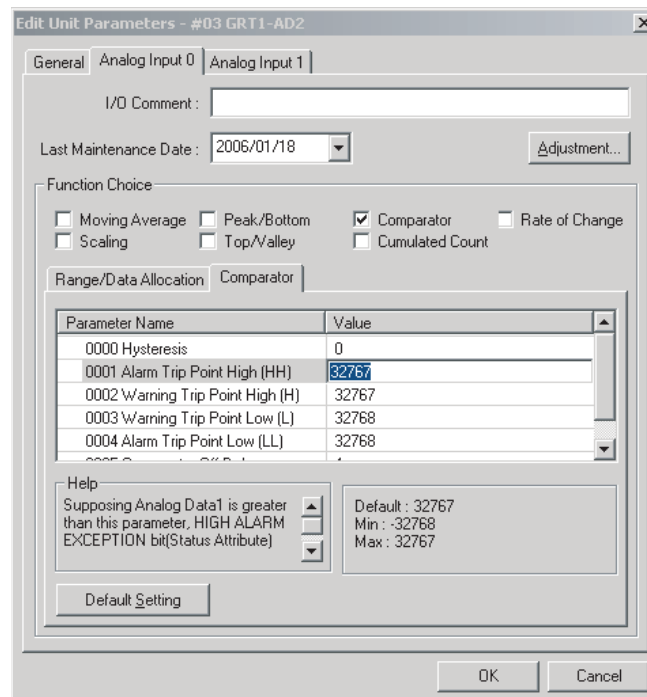 Edit Unit Parameters - #03 GRT1-AD2
General Analog Input 0 Analog Input 1
I/O Comment :
Last Maintenance Date : 2006/01/18 Adjustment...
Function Choice
Moving Average Peak/Bottom Comparator Rate of Change
Scaling Top/Valley Cumulated Count
Range/Data Allocation Comparator
Parameter Name Value
0000 Hysteresis 0
0001 Alarm Trip Point High (HH) 32767
0002 Warning Trip Point High (H) 32767
0003 Warning Trip Point Low (L) 32768
0004 Alarm Trip Point Low (LL) 32768
Help
Supposing Analog Data1 is greater
than this parameter, HIGH ALARM
EXCEPTION bit(Status Attribute)
Default : 32767
Min : -32768
Max : 32767
Default Setting
OK Cancel